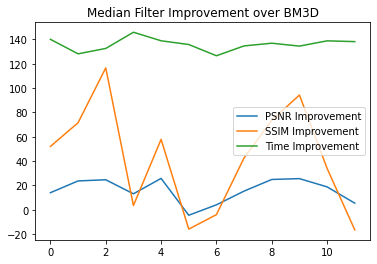 Median Filter Improvement over BM3D
140
120
100
80
60
40
20
0
−20
PSNR Improvement
SSIM Improvement
Time Improvement
0 2 4 6 8 10